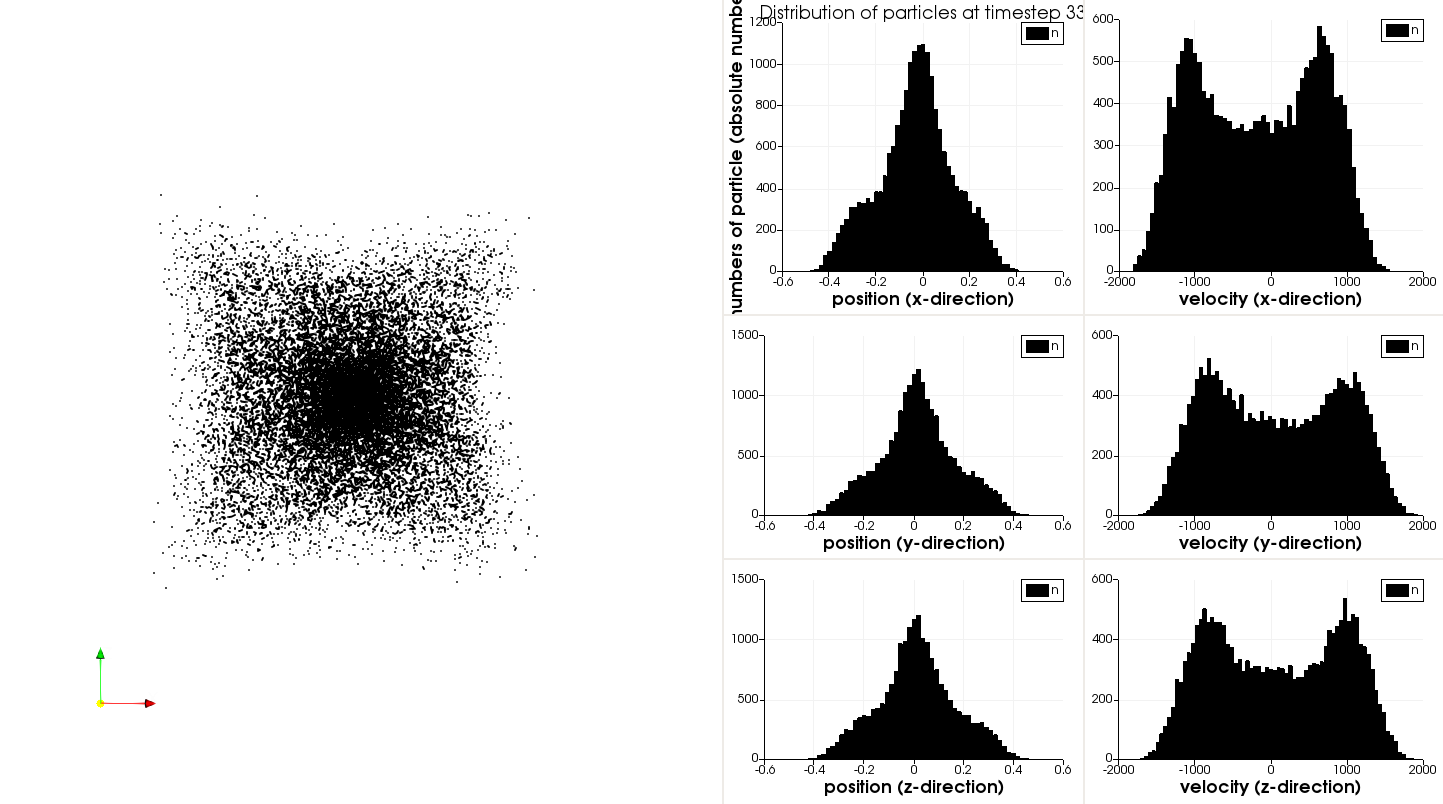 Distribution of particles at timestep 33
numbers of particle (absolute number
1200
1000
800
600
400
200
0
n
-0.6 -0.4 -0.2 0 0.2 0.4 0.6
position (x-direction)
600
500
400
300
200
100
0
n
-2000 -1000 0 1000 2000
velocity (x-direction)
1500
1000
500
0
n
-0.6 -0.4 -0.2 0 0.2 0.4 0.6
position (y-direction)
600
400
200
0
n
-2000 -1000 0 1000 2000
velocity (y-direction)
1500
1000
500
0
n
-0.6 -0.4 -0.2 0 0.2 0.4 0.6
position (z-direction)
600
400
200
0
n
-2000 -1000 0 1000 2000
velocity (z-direction)